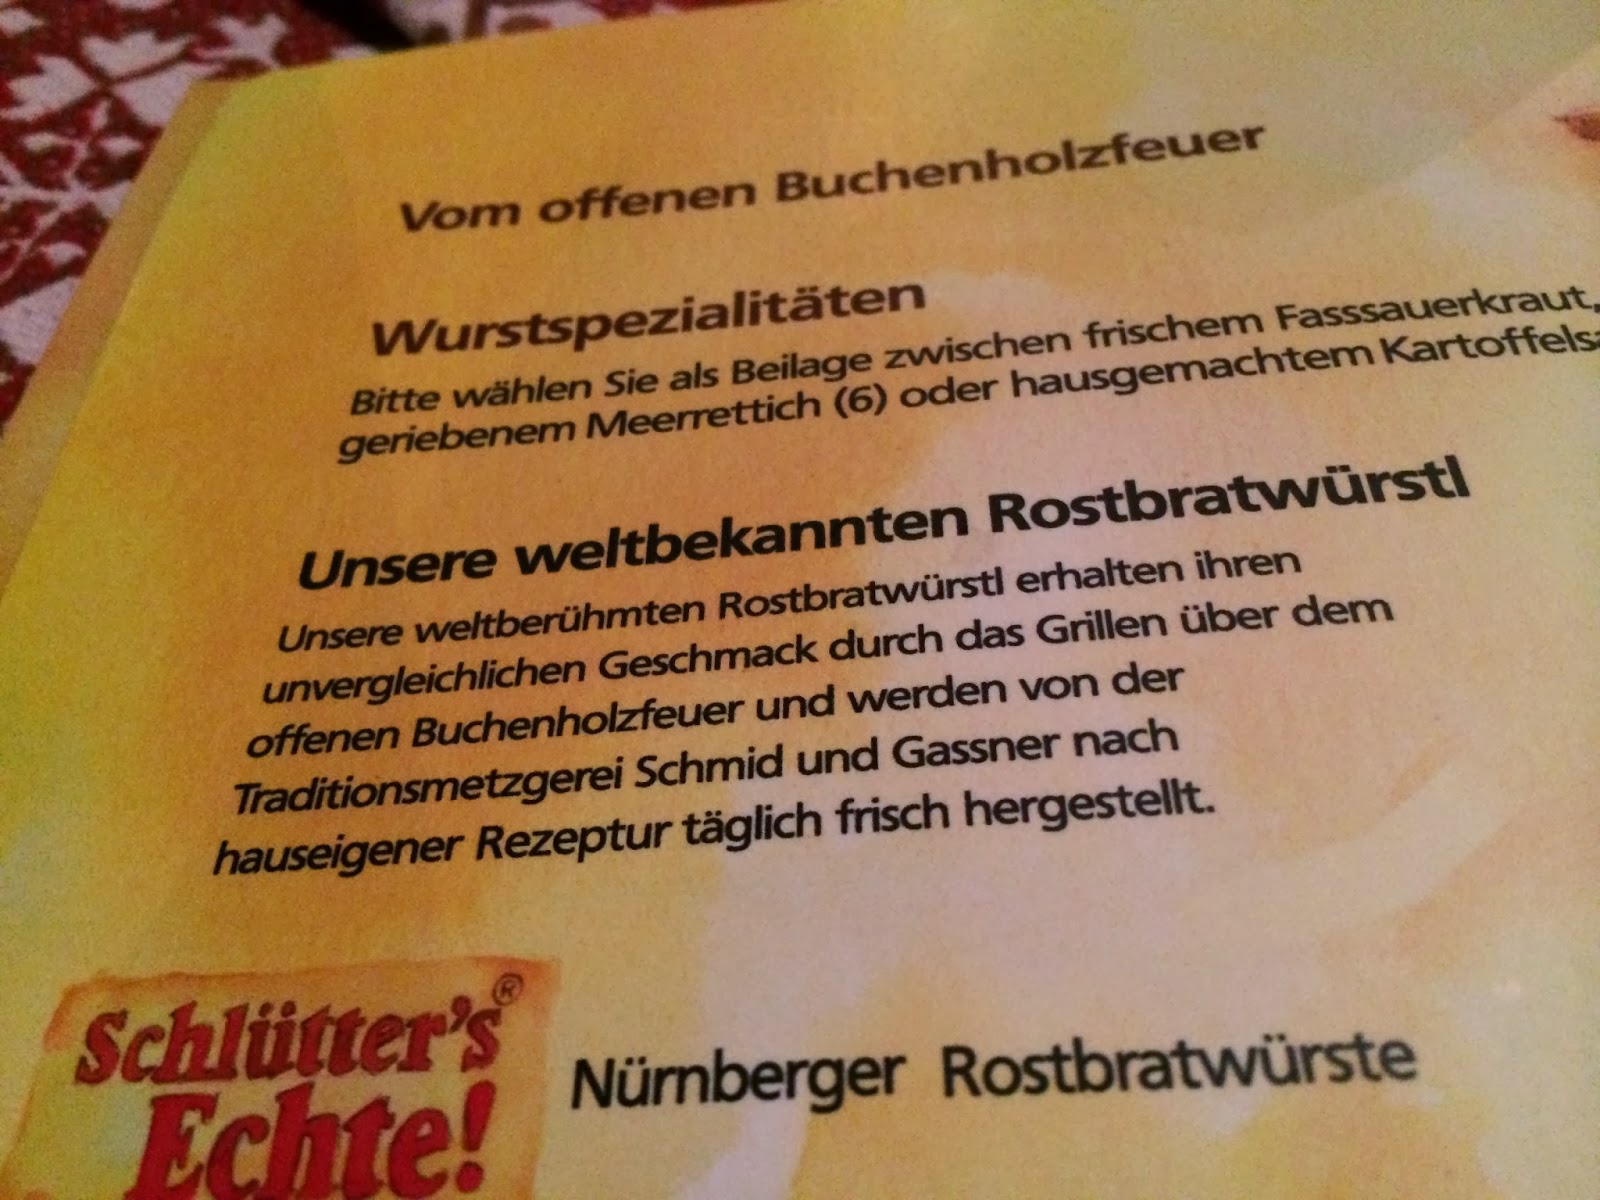 Vom offenen Buchenholzfeuer
Wurstspezialitäten
Bitte wählen Sie als Beilage zwischen frischem Fasssauerkraut,
geriebenem Meerrettich (6) oder hausgemachtem Kartoffelsa
Unsere weltbekannten Rostbratwürstl
Unsere weltberühmten Rostbratwürstl erhalten ihren
unvergleichlichen Geschmack durch das Grillen über dem
offenen Buchenholzfeuer und werden von der
Traditionsmetzgerei Schmid und Gassner nach
hauseigener Rezeptur täglich frisch hergestellt.
Schlütter's®
Echte!
Nürnberger Rostbratwürste